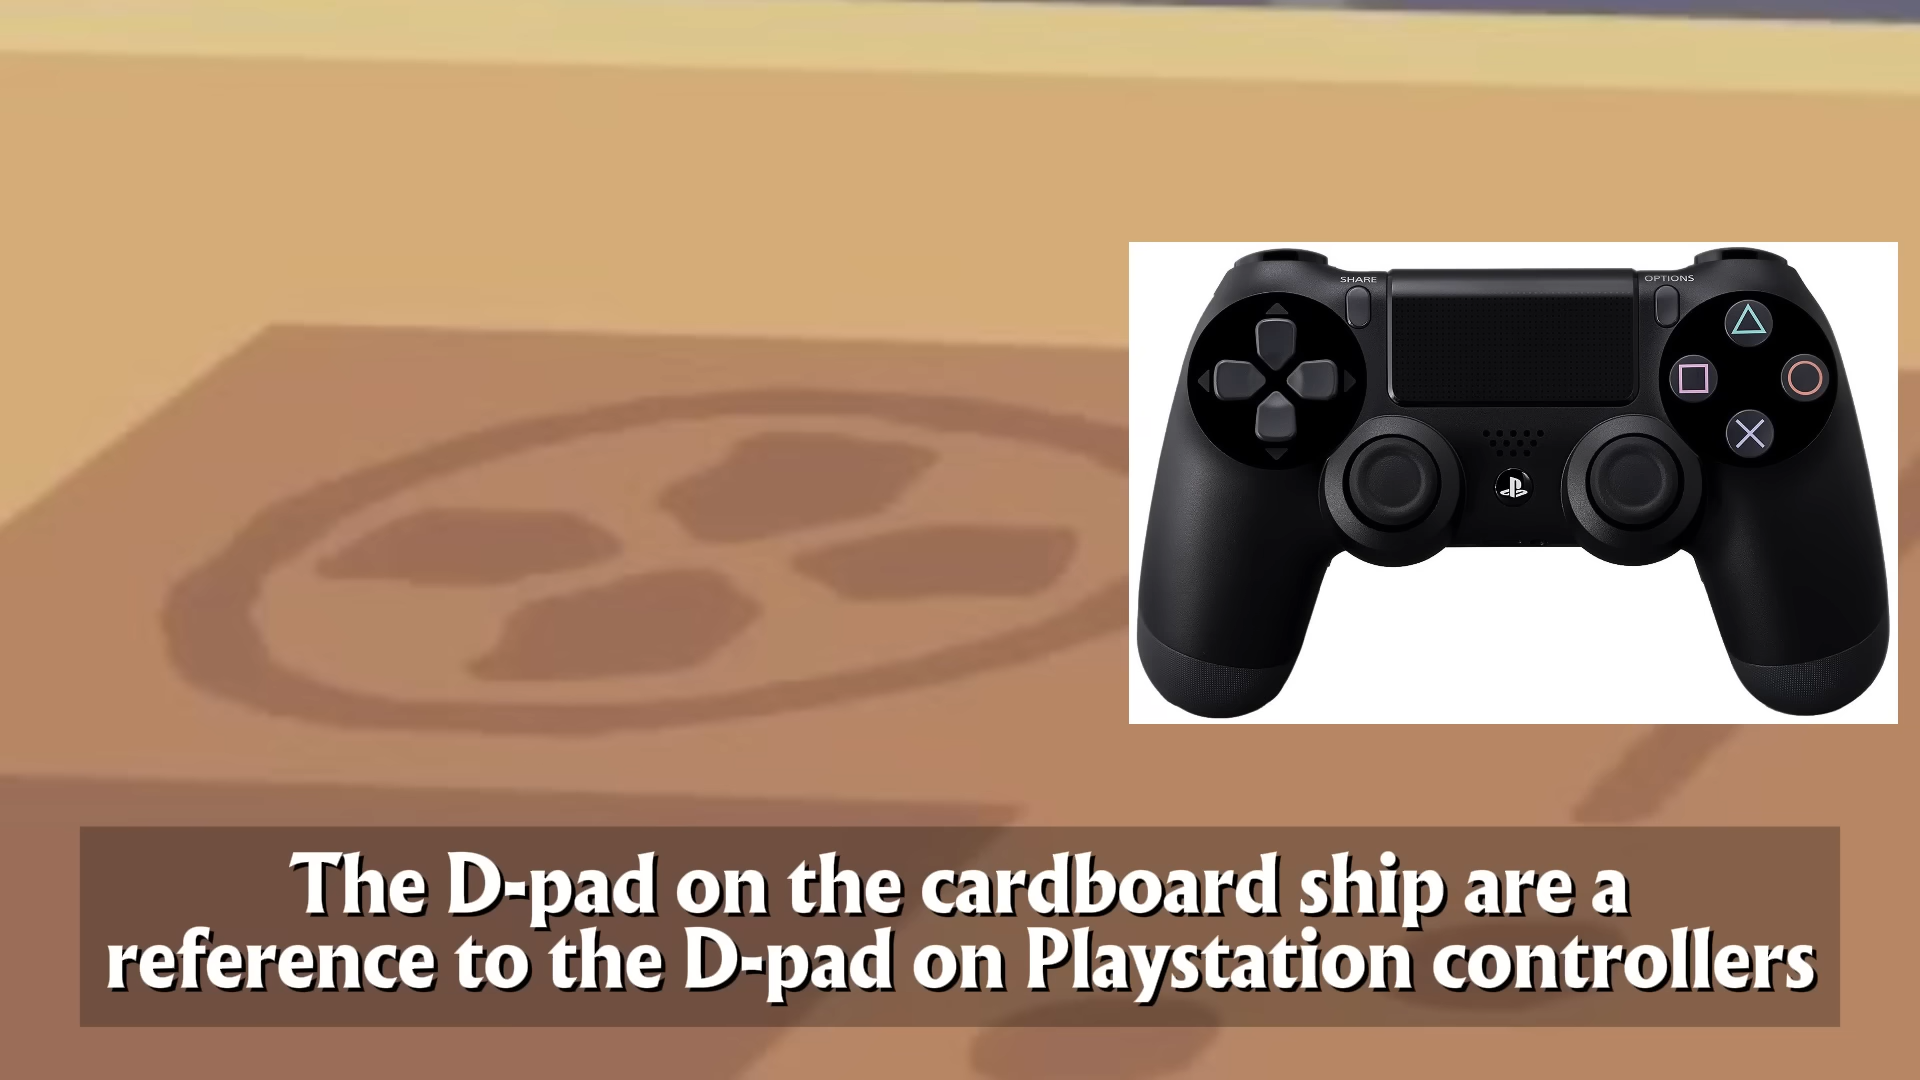 SHARE
OPTIONS
The D-pad on the cardboard ship are a
reference to the D-pad on Playstation controllers